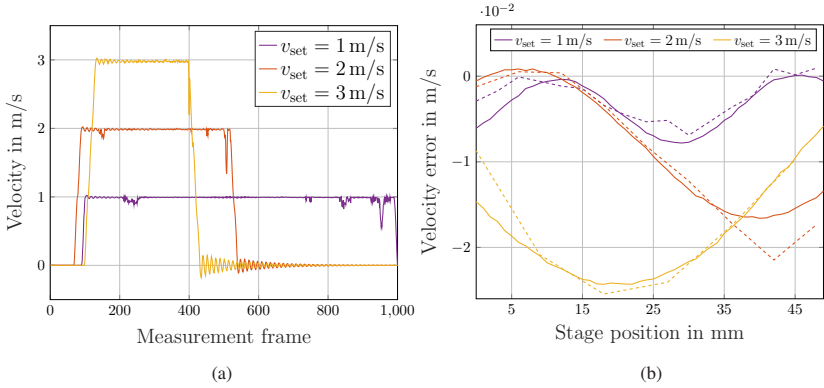 v_set = 1 m/s
v_set = 2 m/s
v_set = 3 m/s
3
2
1
0
0 200 400 600 800 1,000
Velocity in m/s
Measurement frame
(a)
·10⁻²
v_set = 1 m/s v_set = 2 m/s v_set = 3 m/s
0
−1
−2
5 15 25 35 45
Velocity error in m/s
Stage position in mm
(b)